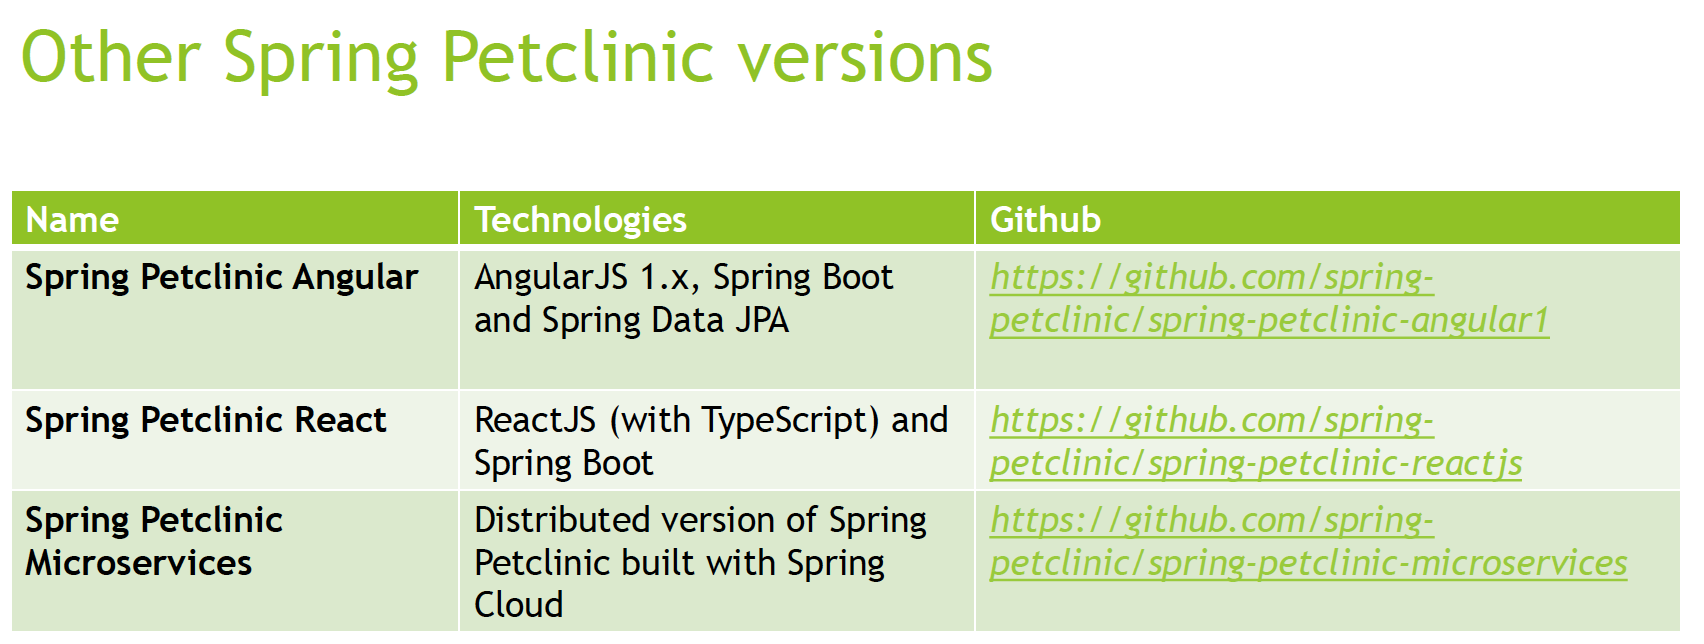 Other Spring Petclinic versions
Name
Technologies
Github
Spring Petclinic Angular
AngularJS 1.x, Spring Boot
and Spring Data JPA
https://github.com/spring-
petclinic/spring-petclinic-angular1
Spring Petclinic React
ReactJS (with TypeScript) and
Spring Boot
https://github.com/spring-
petclinic/spring-petclinic-reactjs
Spring Petclinic
Microservices
Distributed version of Spring
Petclinic built with Spring
Cloud
https://github.com/spring-
petclinic/spring-petclinic-microservices